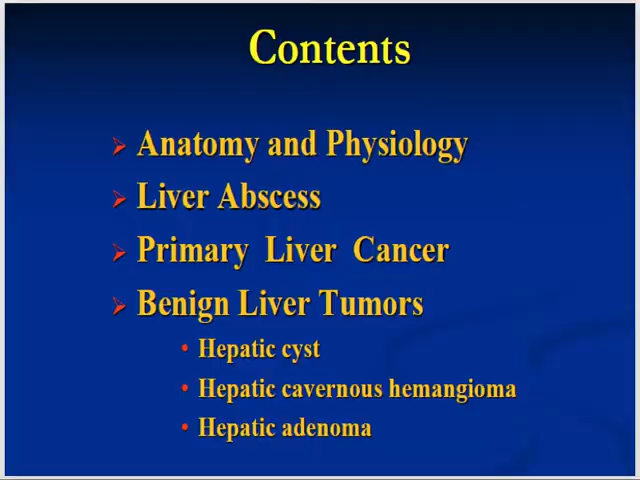 Contents
Anatomy and Physiology
Liver Abscess
Primary Liver Cancer
Benign Liver Tumors
Hepatic cyst
Hepatic cavernous hemangioma
Hepatic adenoma